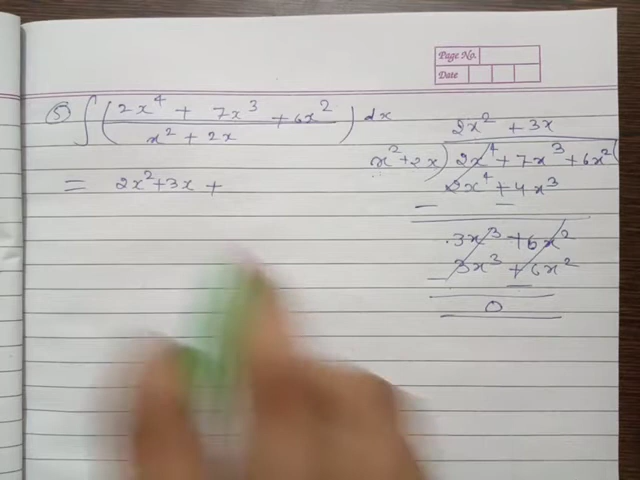 Page No.
Date
(5) ∫ ( (2x⁴ + 7x³ + 6x²) / (x² + 2x) ) dx
= 2x² + 3x +
2x² + 3x
x² + 2x ) 2x⁴ + 7x³ + 6x² (
2x⁴ + 4x³
— —
3x³ + 6x²
3x³ + 6x²
— —
0